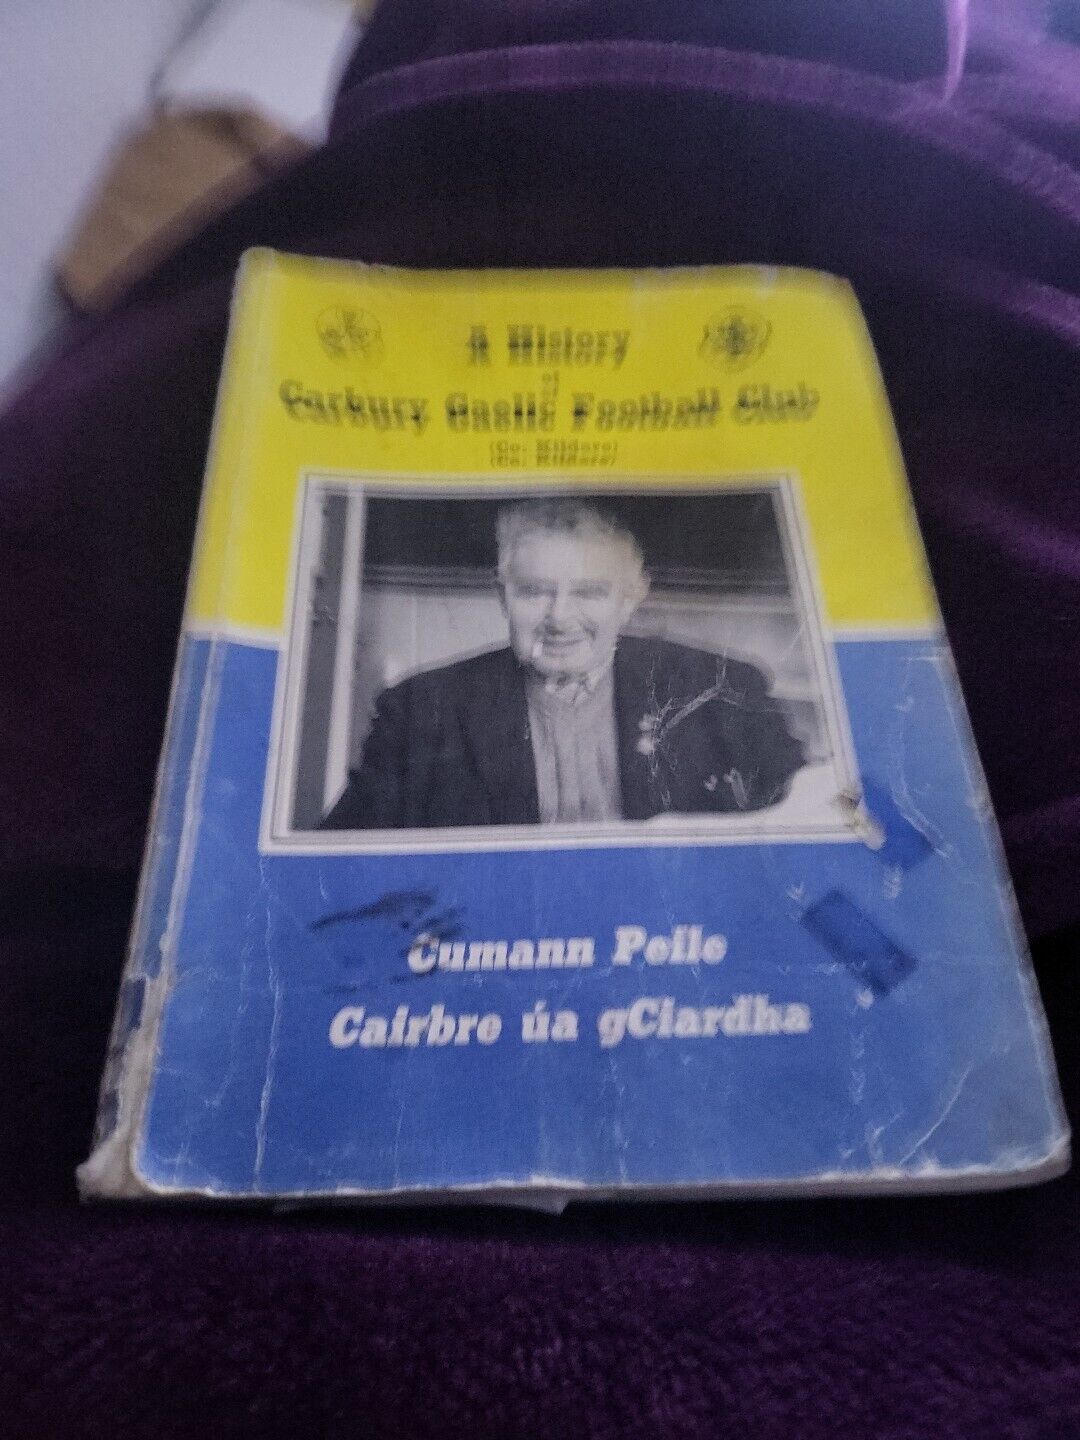 A History
of
Carbury Gaelic Football Club
(Co. Kildare)
Cumann Peile
Cairbre úa gCiardha